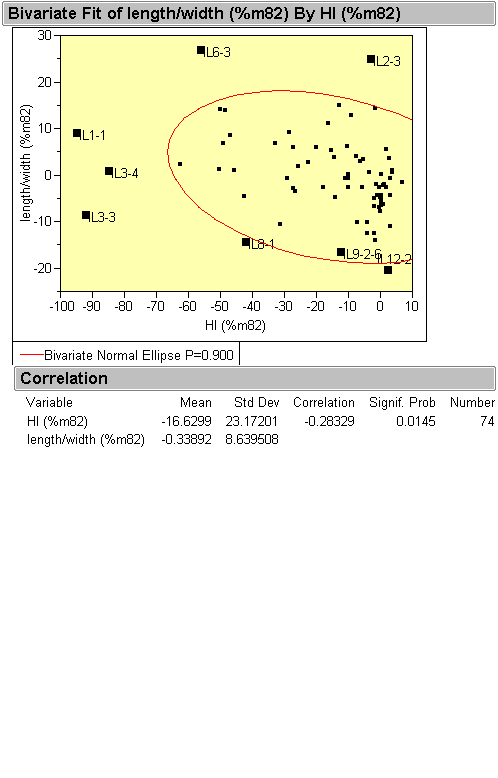 Bivariate Fit of length/width (%m82) By HI (%m82)
30
20
10
0
-10
-20
length/width (%m82)
L6-3
L2-3
L1-1
L3-4
L3-3
L8-1
L9-2-6
L12-2
-100 -90 -80 -70 -60 -50 -40 -30 -20 -10 0 10
HI (%m82)
Bivariate Normal Ellipse P=0.900
Correlation
Variable Mean Std Dev Correlation Signif. Prob Number
HI (%m82) -16.6299 23.17201 -0.28329 0.0145 74
length/width (%m82) -0.33892 8.639508